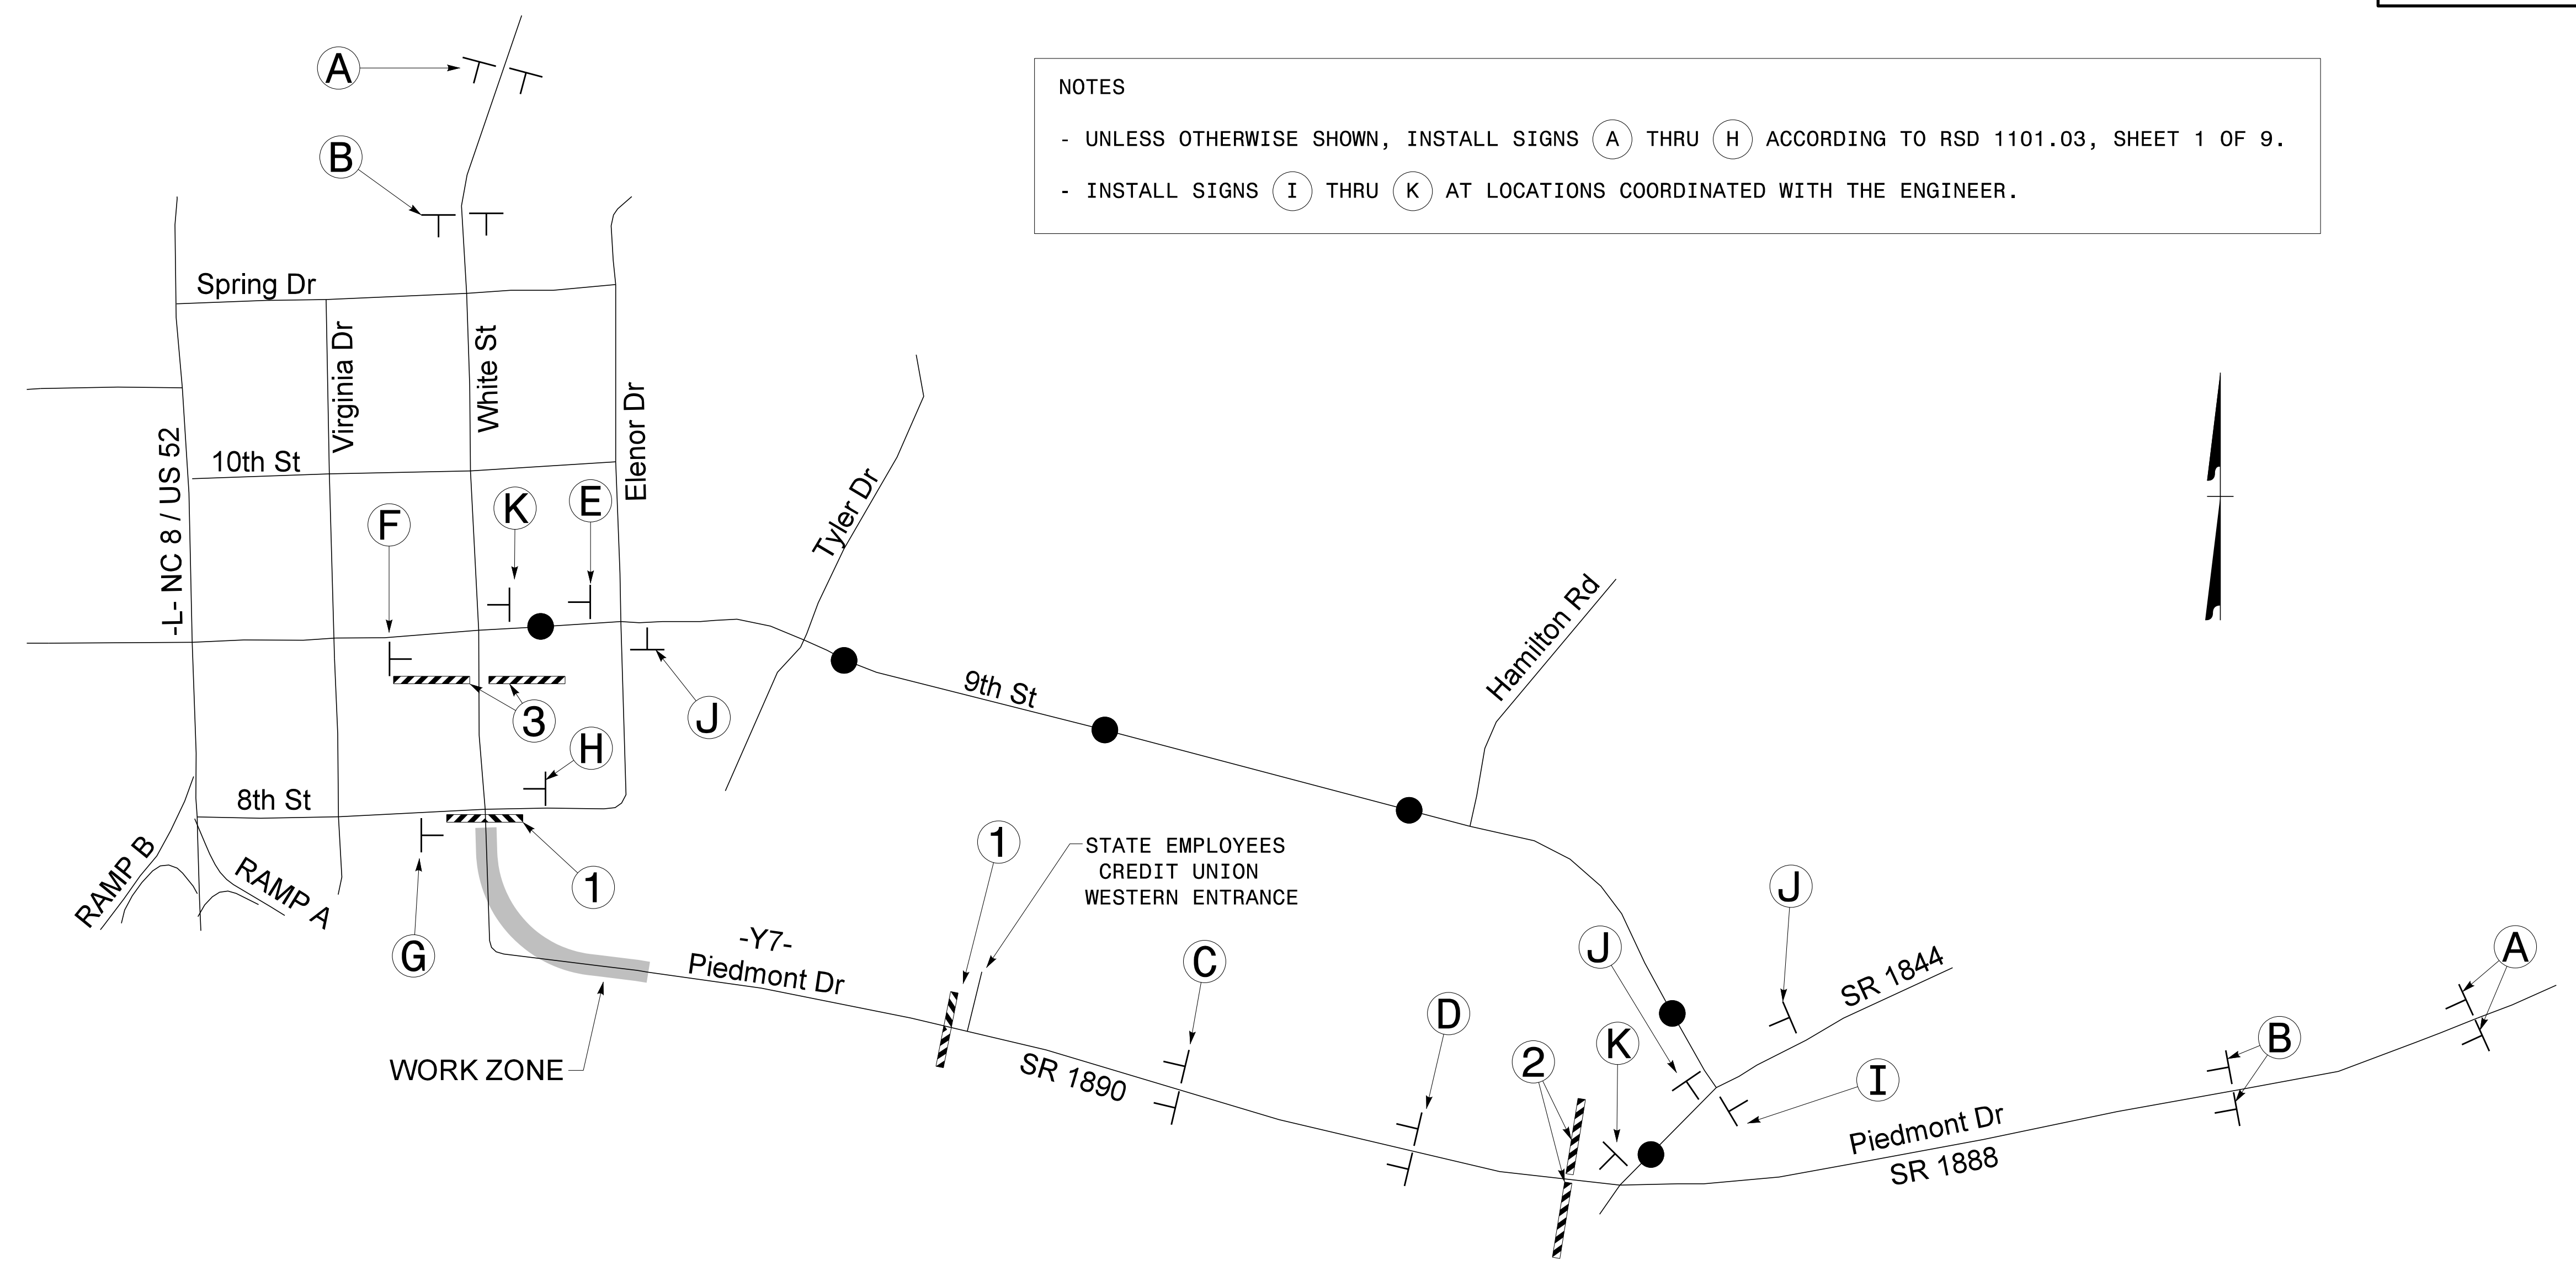 A
B
NOTES
- UNLESS OTHERWISE SHOWN, INSTALL SIGNS A THRU H ACCORDING TO RSD 1101.03, SHEET 1 OF 9.
- INSTALL SIGNS I THRU K AT LOCATIONS COORDINATED WITH THE ENGINEER.
Spring Dr
Virginia Dr
White St
Elenor Dr
-L- NC 8 / US 52
10th St
F
K
E
Tyler Dr
Hamilton Rd
9th St
3
J
H
8th St
RAMP B
RAMP A
1
G
1
STATE EMPLOYEES
CREDIT UNION
WESTERN ENTRANCE
-Y7-
Piedmont Dr
WORK ZONE
SR 1890
C
D
2
K
J
J
SR 1844
I
Piedmont Dr
SR 1888
B
A